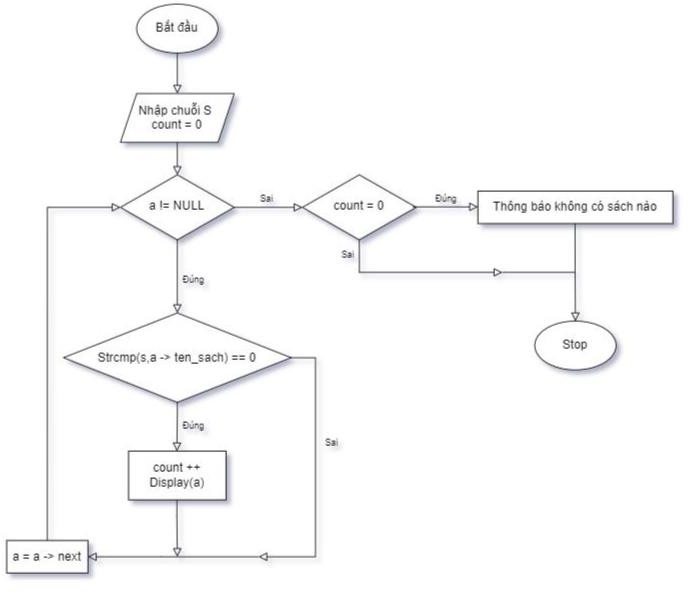 Bắt đầu
Nhập chuỗi S
count = 0
a != NULL
Sai
count = 0
Đúng
Thông báo không có sách nào
Sai
Đúng
Stop
Strcmp(s,a -> ten_sach) == 0
Đúng
Sai
count ++
Display(a)
a = a -> next